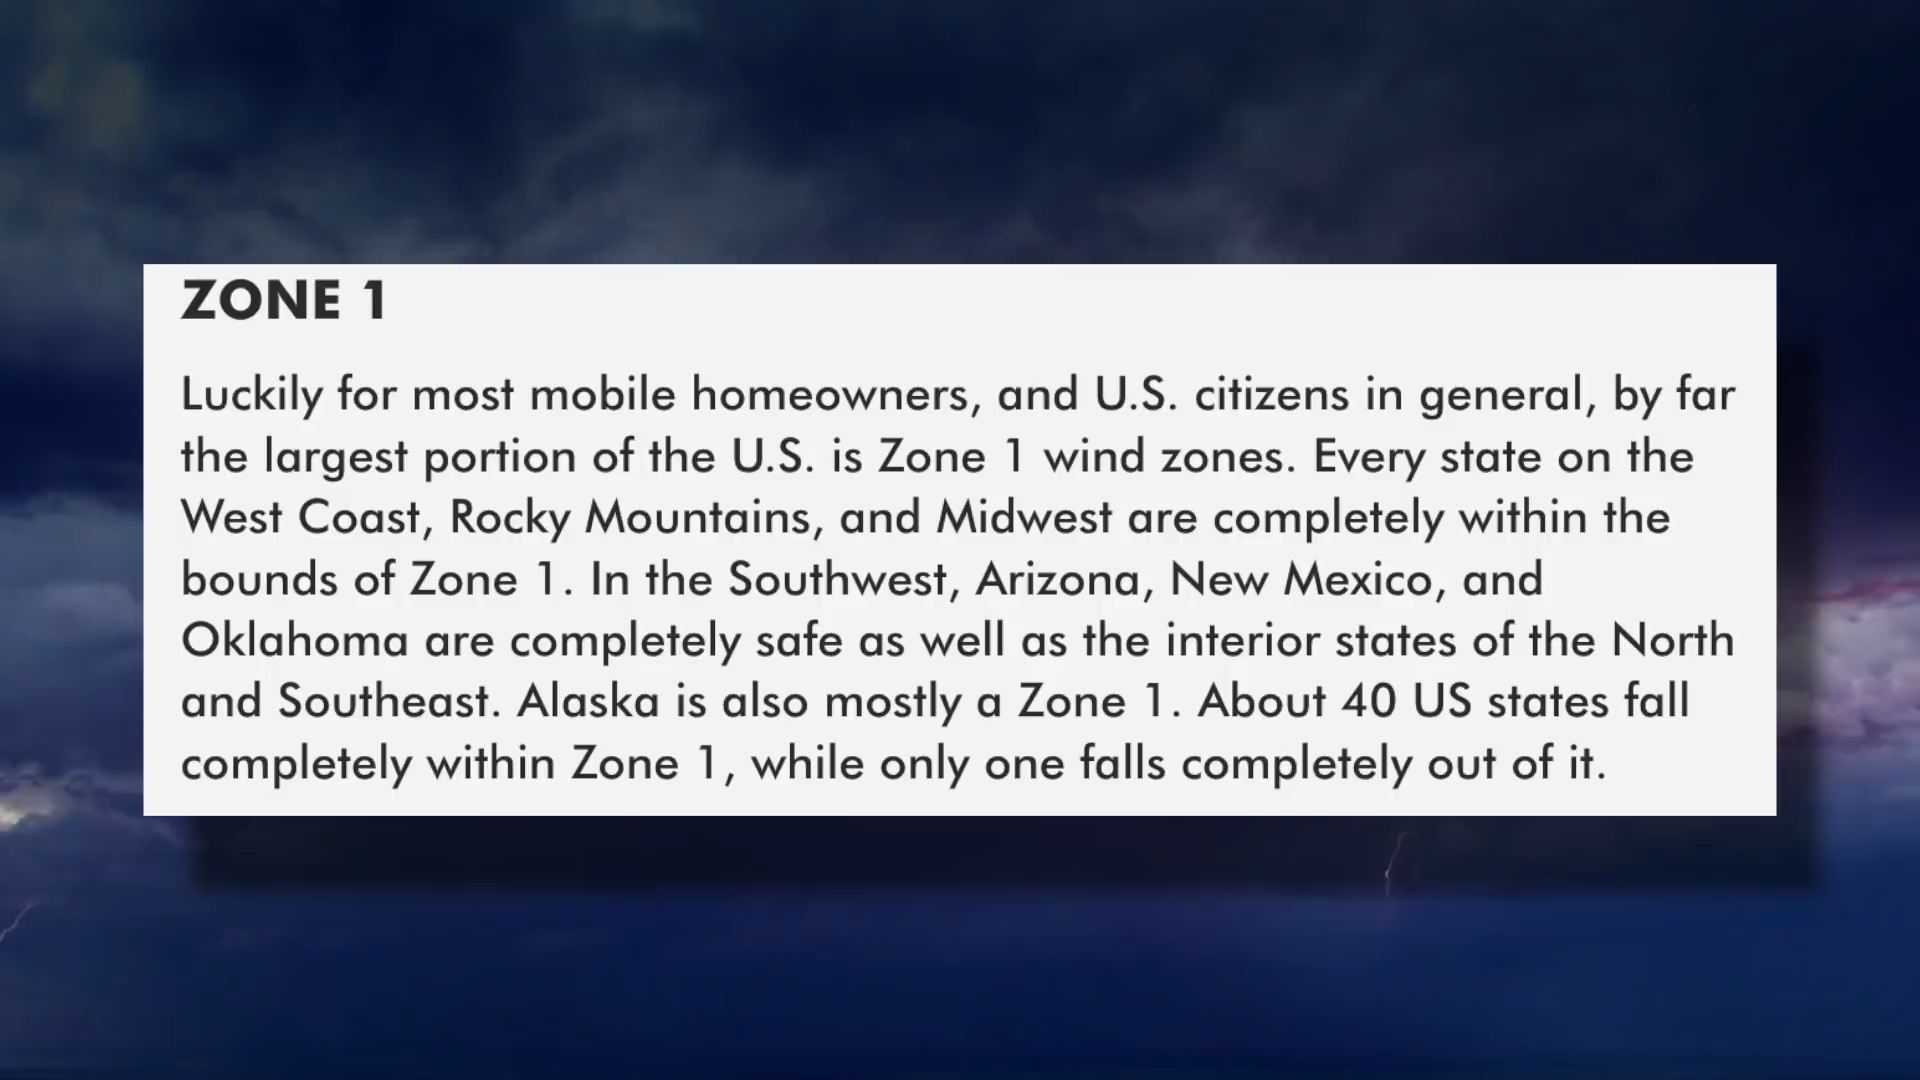 ZONE 1
Luckily for most mobile homeowners, and U.S. citizens in general, by far
the largest portion of the U.S. is Zone 1 wind zones. Every state on the
West Coast, Rocky Mountains, and Midwest are completely within the
bounds of Zone 1. In the Southwest, Arizona, New Mexico, and
Oklahoma are completely safe as well as the interior states of the North
and Southeast. Alaska is also mostly a Zone 1. About 40 US states fall
completely within Zone 1, while only one falls completely out of it.